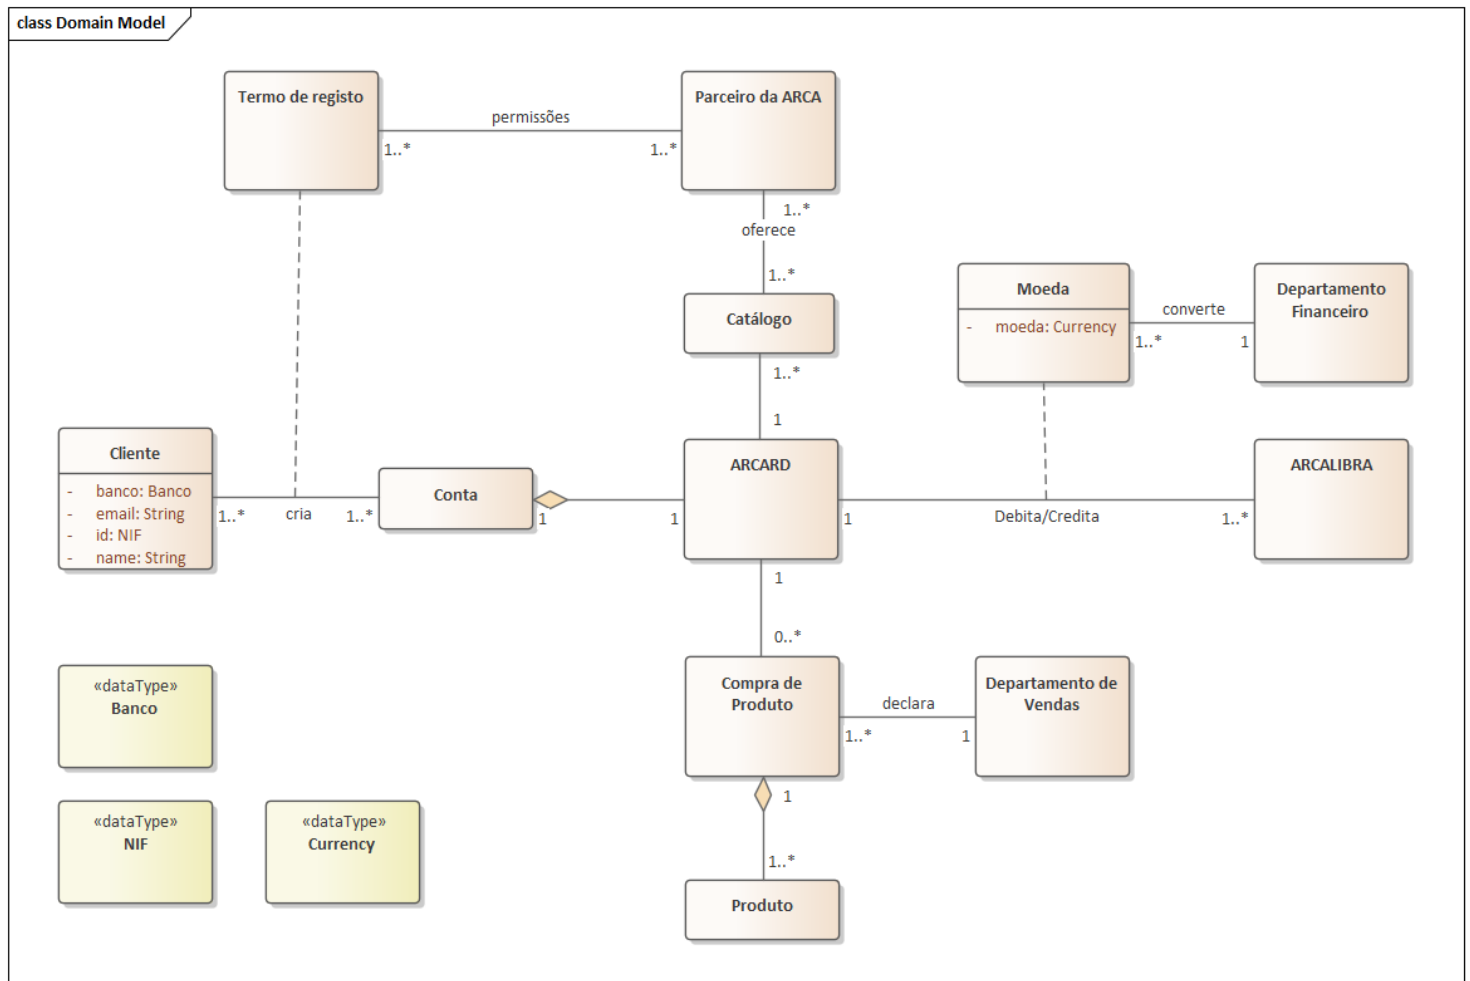 class Domain Model
Termo de registo
permissões
1..*
1..*
Parceiro da ARCA
1..*
oferece
1..*
Catálogo
1..*
1
Moeda
- moeda: Currency
converte
1..*
1
Departamento
Financeiro
Cliente
- banco: Banco
- email: String
- id: NIF
- name: String
1..*
cria
1..*
Conta
1
1
ARCARD
1
Debita/Credita
1..*
ARCALIBRA
1
0..*
Compra de
Produto
declara
1..*
1
Departamento de
Vendas
1
1..*
Produto
«dataType»
Banco
«dataType»
NIF
«dataType»
Currency